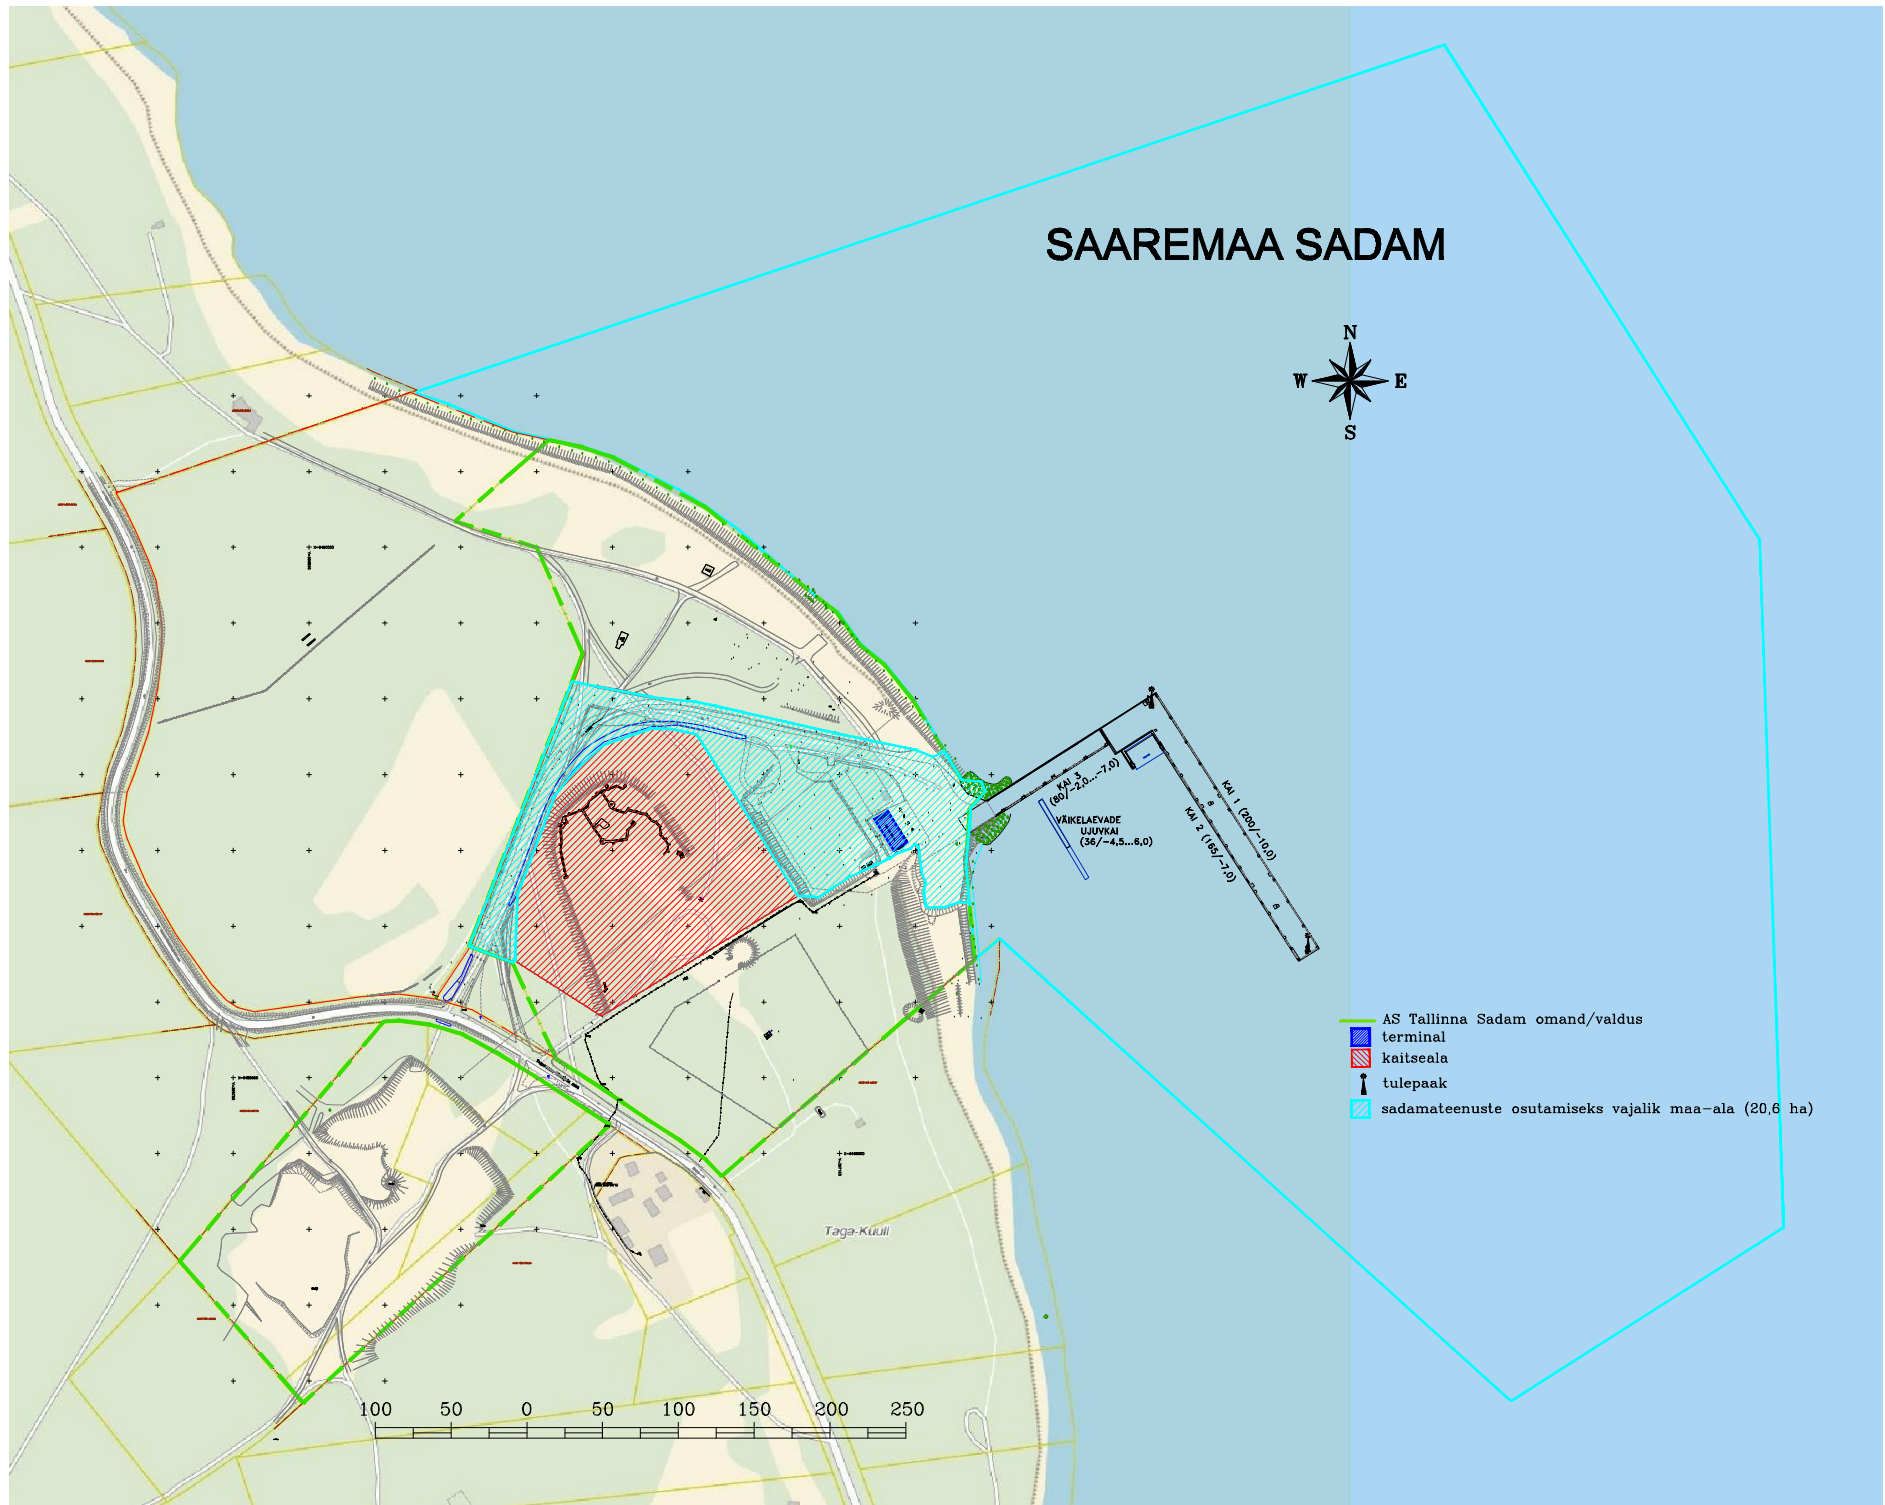 SAAREMAA SADAM
N
W E
S
KAI 3
(80/-2,0...-7,0)
KAI 1 (200/-10,0)
KAI 2 (165/-7,0)
VÄIKELAEVADE
UJUVKAI
(36/-4,5...6,0)
AS Tallinna Sadam omand/valdus
terminal
kaitseala
tulepaak
sadamateenuste osutamiseks vajalik maa-ala (20,6 ha)
Taga-Kuuli
100 50 0 50 100 150 200 250